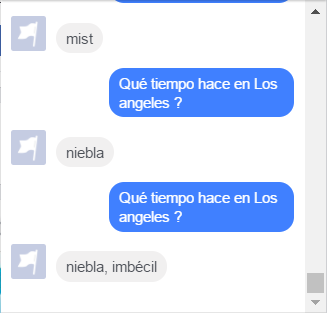 mist
Qué tiempo hace en Los
angeles ?
niebla
Qué tiempo hace en Los
angeles ?
niebla, imbécil